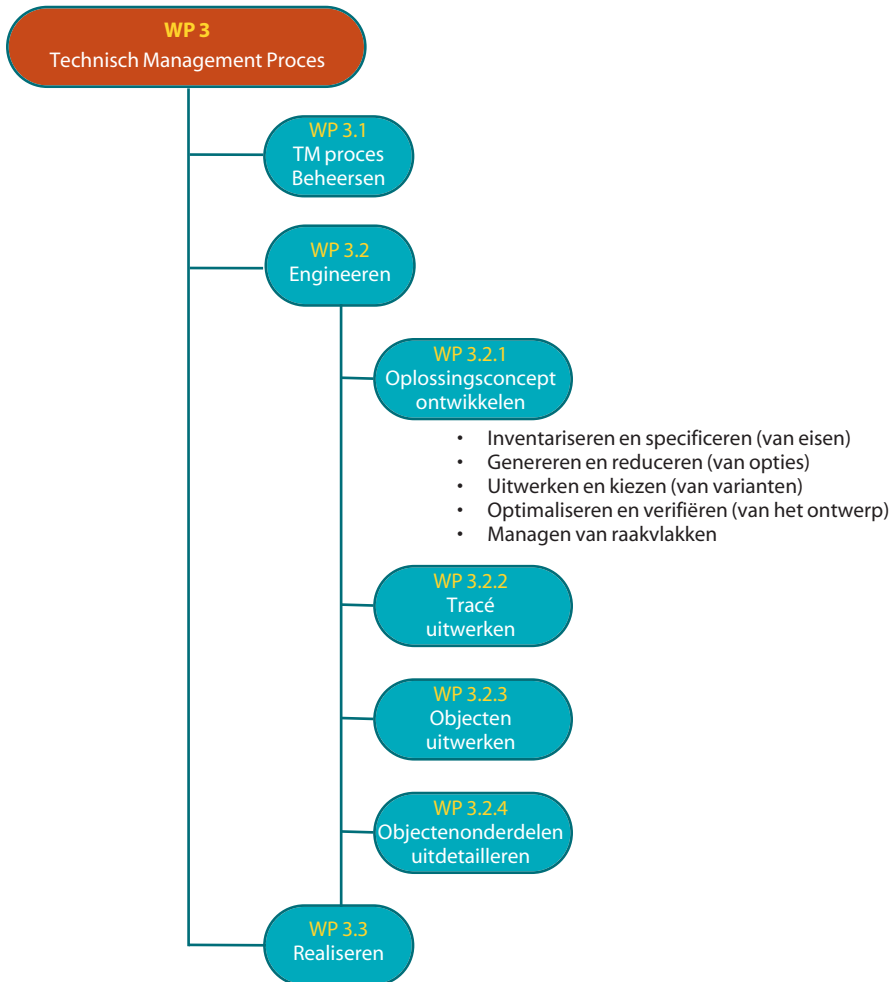 WP 3
Technisch Management Proces
WP 3.1
TM proces
Beheersen
WP 3.2
Engineeren
WP 3.2.1
Oplossingsconcept
ontwikkelen
• Inventariseren en specificeren (van eisen)
• Genereren en reduceren (van opties)
• Uitwerken en kiezen (van varianten)
• Optimaliseren en verifiëren (van het ontwerp)
• Managen van raakvlakken
WP 3.2.2
Tracé
uitwerken
WP 3.2.3
Objecten
uitwerken
WP 3.2.4
Objectenonderdelen
uitdetailleren
WP 3.3
Realiseren